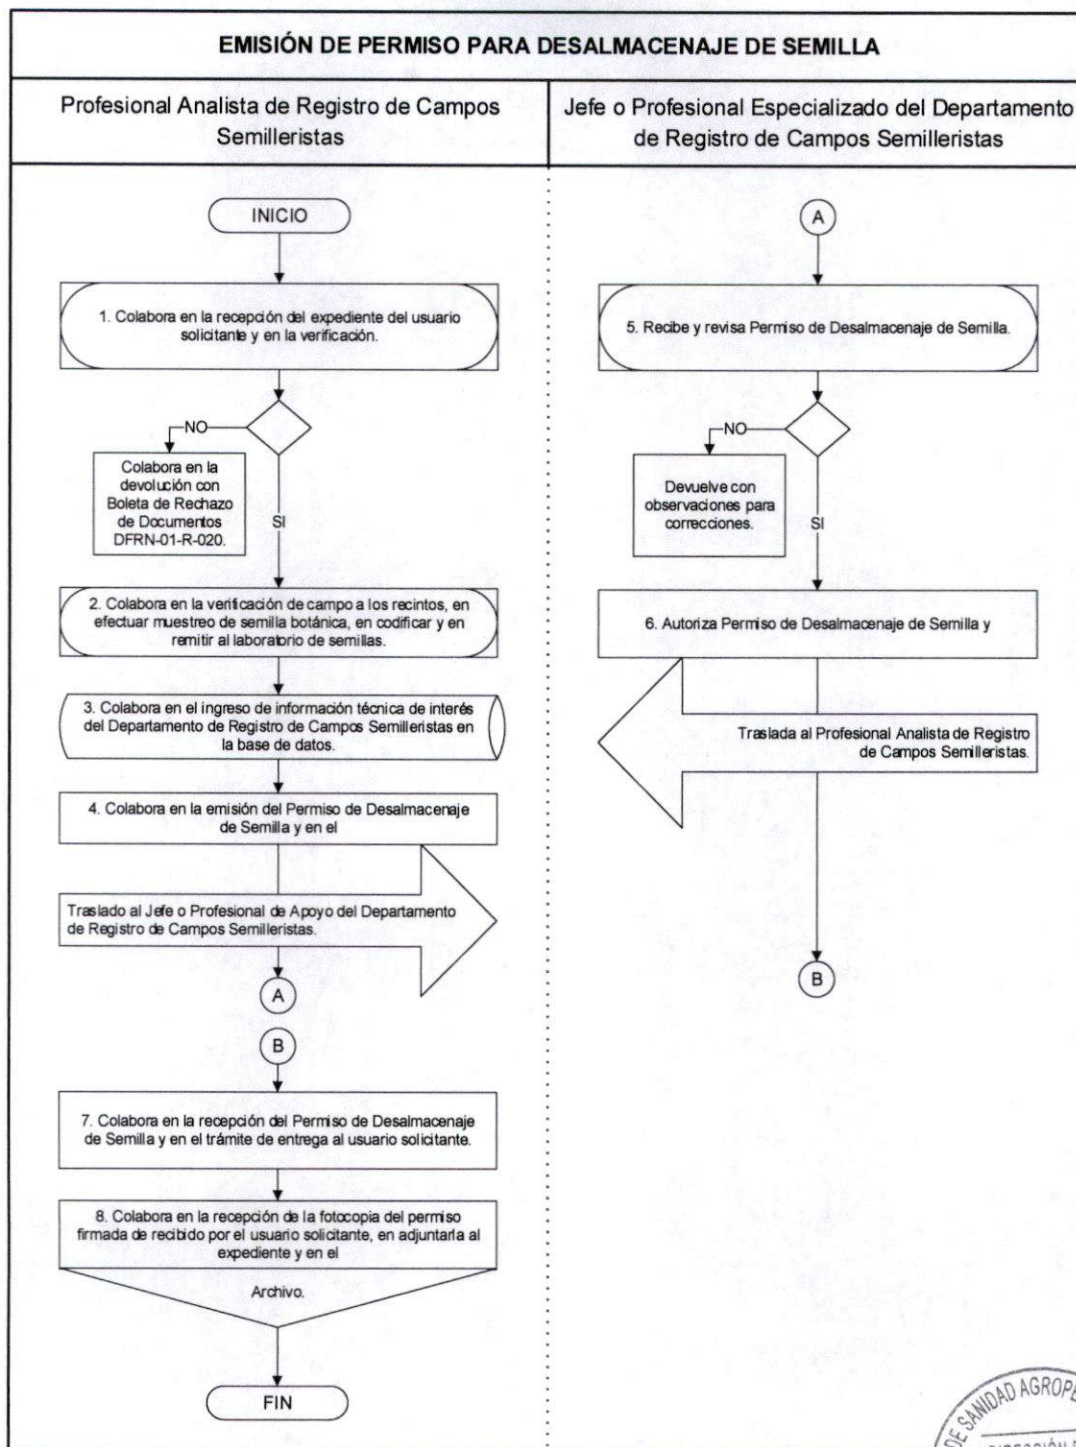 EMISIÓN DE PERMISO PARA DESALMACENAJE DE SEMILLA
Profesional Analista de Registro de Campos
Semilleristas
Jefe o Profesional Especializado del Departamento
de Registro de Campos Semilleristas
INICIO
1. Colabora en la recepción del expediente del usuario
solicitante y en la verificación.
NO
Colabora en la
devolución con
Boleta de Rechazo
de Documentos
DFRN-01-R-020.
SI
2. Colabora en la verificación de campo a los recintos, en
efectuar muestreo de semilla botánica, en codificar y en
remitir al laboratorio de semillas.
3. Colabora en el ingreso de información técnica de interés
del Departamento de Registro de Campos Semilleristas en
la base de datos.
4. Colabora en la emisión del Permiso de Desalmacenaje
de Semilla y en el
Traslado al Jefe o Profesional de Apoyo del Departamento
de Registro de Campos Semilleristas.
A
B
7. Colabora en la recepción del Permiso de Desalmacenaje
de Semilla y en el trámite de entrega al usuario solicitante.
8. Colabora en la recepción de la fotocopia del permiso
firmada de recibido por el usuario solicitante, en adjuntarla al
expediente y en el
Archivo.
FIN
A
5. Recibe y revisa Permiso de Desalmacenaje de Semilla.
NO
Devuelve con
observaciones para
correcciones.
SI
6. Autoriza Permiso de Desalmacenaje de Semilla y
Traslada al Profesional Analista de Registro
de Campos Semilleristas.
B
DE SANIDAD AGROPE
DIRECCIÓN